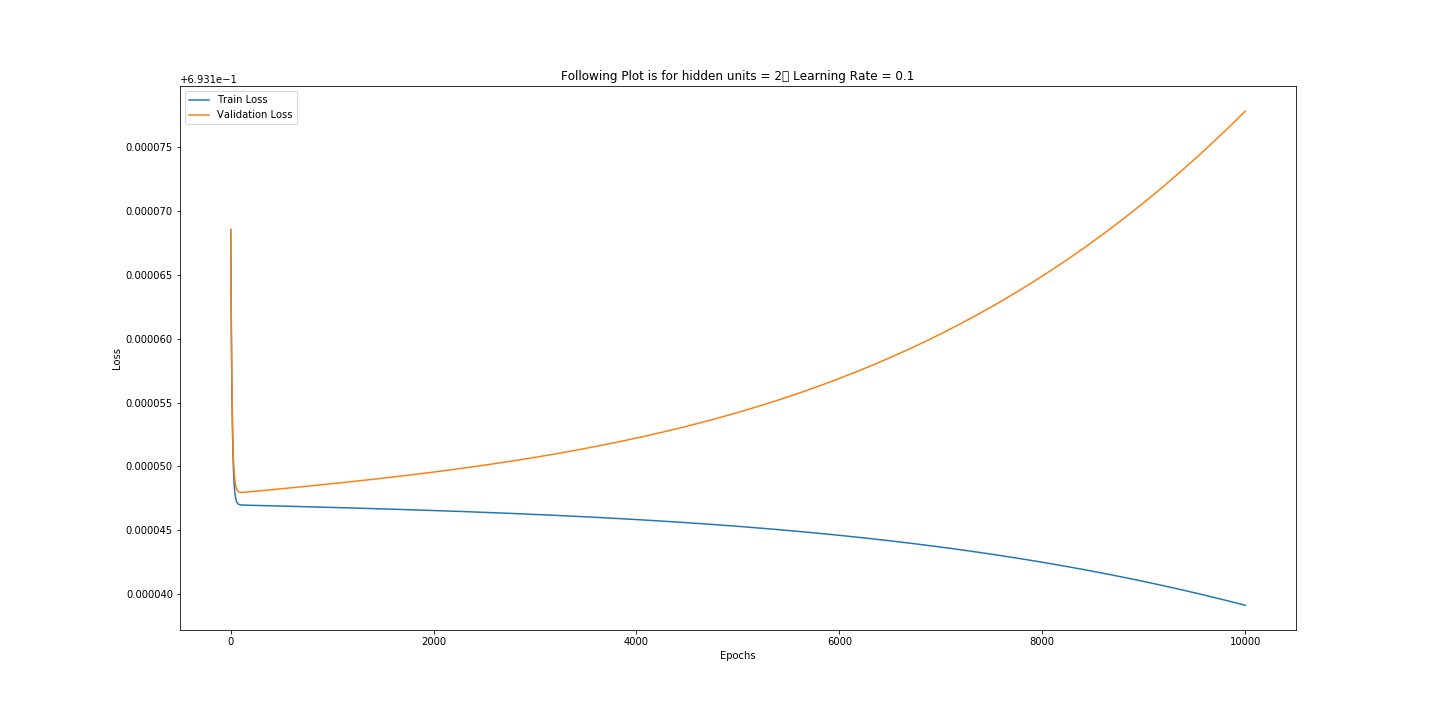 Following Plot is for hidden units = 2▯ Learning Rate = 0.1
+6.931e−1
Train Loss
Validation Loss
0.000075
0.000070
0.000065
0.000060
0.000055
0.000050
0.000045
0.000040
Loss
0 2000 4000 6000 8000 10000
Epochs